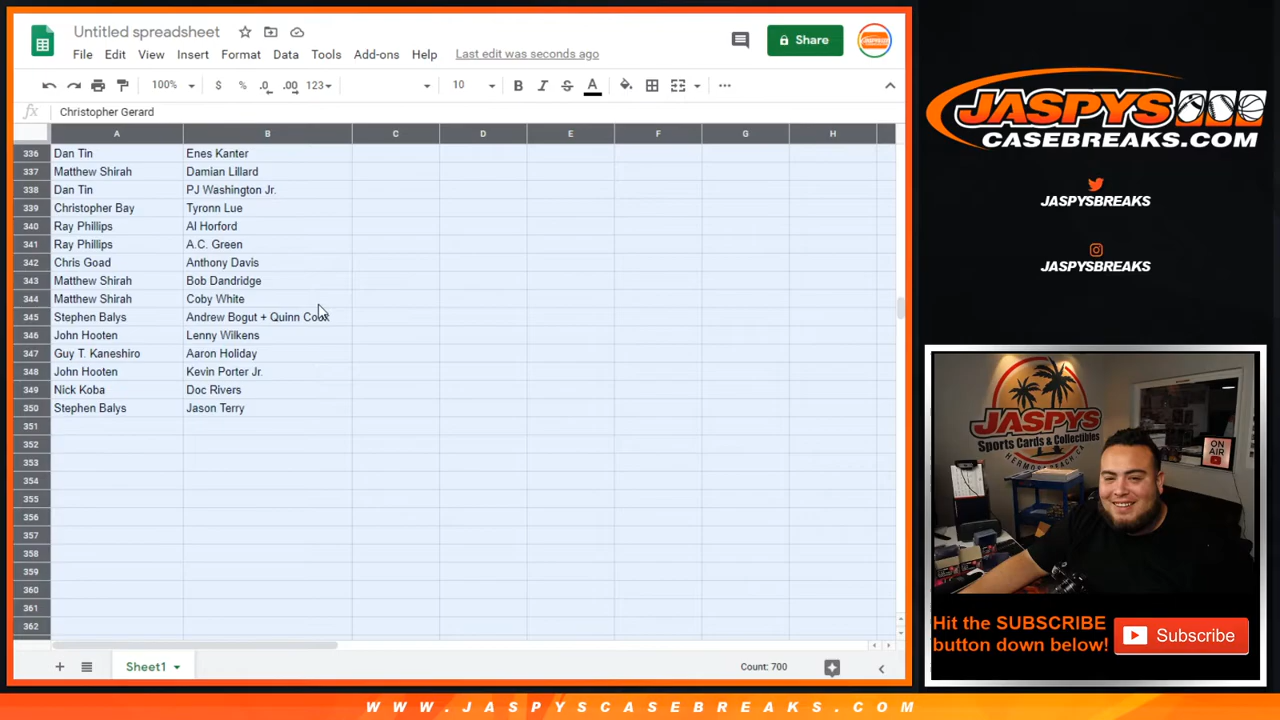 Untitled spreadsheet
File Edit View Insert Format Data Tools Add-ons Help Last edit was seconds ago
Share
100% $ % .0 .00 123 10 B I S A
fx Christopher Gerard
A B C D E F G H
336 Dan Tin Enes Kanter
337 Matthew Shirah Damian Lillard
338 Dan Tin PJ Washington Jr.
339 Christopher Bay Tyronn Lue
340 Ray Phillips Al Horford
341 Ray Phillips A.C. Green
342 Chris Goad Anthony Davis
343 Matthew Shirah Bob Dandridge
344 Matthew Shirah Coby White
345 Stephen Balys Andrew Bogut + Quinn Cook
346 John Hooten Lenny Wilkens
347 Guy T. Kaneshiro Aaron Holiday
348 John Hooten Kevin Porter Jr.
349 Nick Koba Doc Rivers
350 Stephen Balys Jason Terry
351
352
353
354
355
356
357
358
359
360
361
362
Sheet1
Count: 700
JASPYS
CASEBREAKS.COM
JASPYSBREAKS
JASPYSBREAKS
JASPYS
Sports Cards & Collectibles
HERMOSA BEACH, CA
ON
AIR
Hit the SUBSCRIBE
button down below!
Subscribe
WWW.JASPYSCASEBREAKS.COM